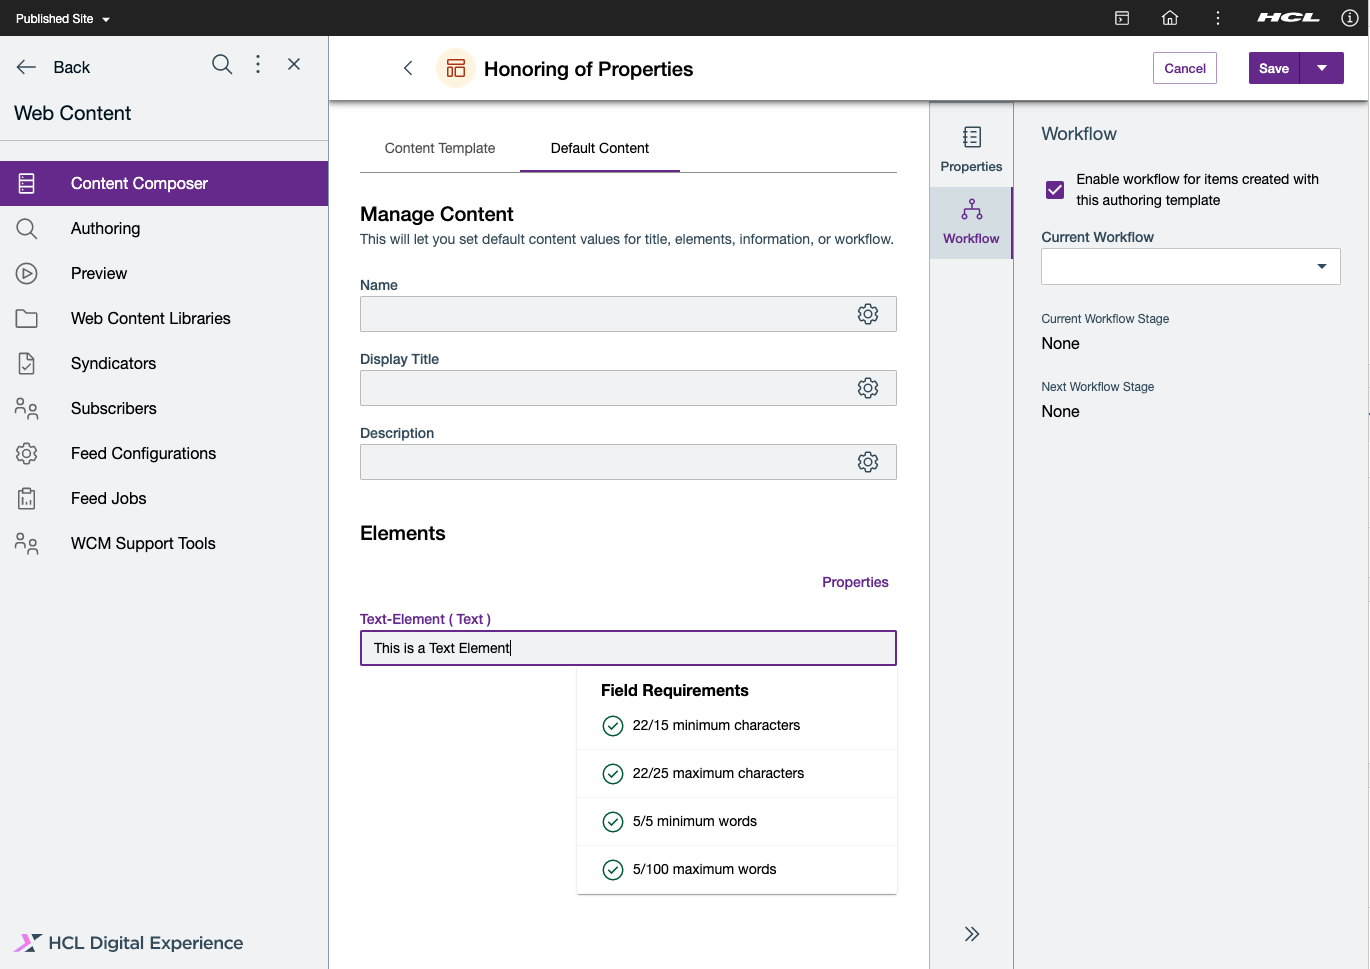 Published Site
HCL
Back
Web Content
Content Composer
Authoring
Preview
Web Content Libraries
Syndicators
Subscribers
Feed Configurations
Feed Jobs
WCM Support Tools
HCL Digital Experience
Honoring of Properties
Cancel
Save
Content Template
Default Content
Manage Content
This will let you set default content values for title, elements, information, or workflow.
Name
Display Title
Description
Elements
Properties
Text-Element ( Text )
This is a Text Element
Field Requirements
22/15 minimum characters
22/25 maximum characters
5/5 minimum words
5/100 maximum words
Properties
Workflow
Workflow
Enable workflow for items created with
this authoring template
Current Workflow
Current Workflow Stage
None
Next Workflow Stage
None